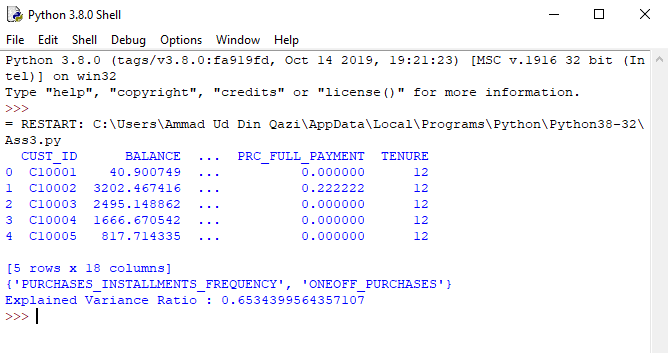 Python 3.8.0 Shell
File Edit Shell Debug Options Window Help
Python 3.8.0 (tags/v3.8.0:fa919fd, Oct 14 2019, 19:21:23) [MSC v.1916 32 bit (In
tel)] on win32
Type "help", "copyright", "credits" or "license()" for more information.
>>>
= RESTART: C:\Users\Ammad Ud Din Qazi\AppData\Local\Programs\Python\Python38-32\
Ass3.py
  CUST_ID      BALANCE  ...  PRC_FULL_PAYMENT  TENURE
0  C10001    40.900749  ...          0.000000      12
1  C10002  3202.467416  ...          0.222222      12
2  C10003  2495.148862  ...          0.000000      12
3  C10004  1666.670542  ...          0.000000      12
4  C10005   817.714335  ...          0.000000      12
[5 rows x 18 columns]
{'PURCHASES_INSTALLMENTS_FREQUENCY', 'ONEOFF_PURCHASES'}
Explained Variance Ratio : 0.6534399564357107
>>>